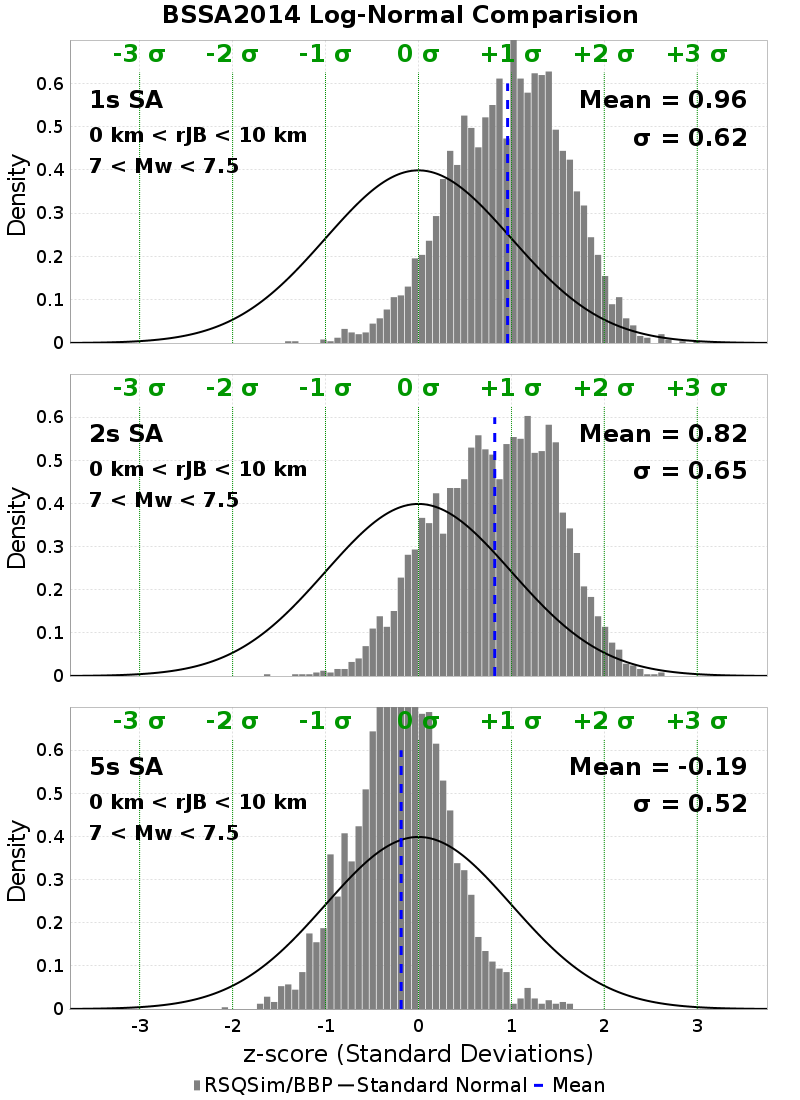 BSSA2014 Log-Normal Comparision
-3 σ -2 σ -1 σ 0 σ +1 σ +2 σ +3 σ
1s SA
0 km < rJB < 10 km
7 < Mw < 7.5
Mean = 0.96
σ = 0.62
Density
0.6
0.5
0.4
0.3
0.2
0.1
0
-3 σ -2 σ -1 σ 0 σ +1 σ +2 σ +3 σ
2s SA
0 km < rJB < 10 km
7 < Mw < 7.5
Mean = 0.82
σ = 0.65
Density
0.6
0.5
0.4
0.3
0.2
0.1
0
-3 σ -2 σ -1 σ 0 σ +1 σ +2 σ +3 σ
5s SA
0 km < rJB < 10 km
7 < Mw < 7.5
Mean = -0.19
σ = 0.52
Density
0.6
0.5
0.4
0.3
0.2
0.1
0
-3 -2 -1 0 1 2 3
z-score (Standard Deviations)
RSQSim/BBP Standard Normal Mean